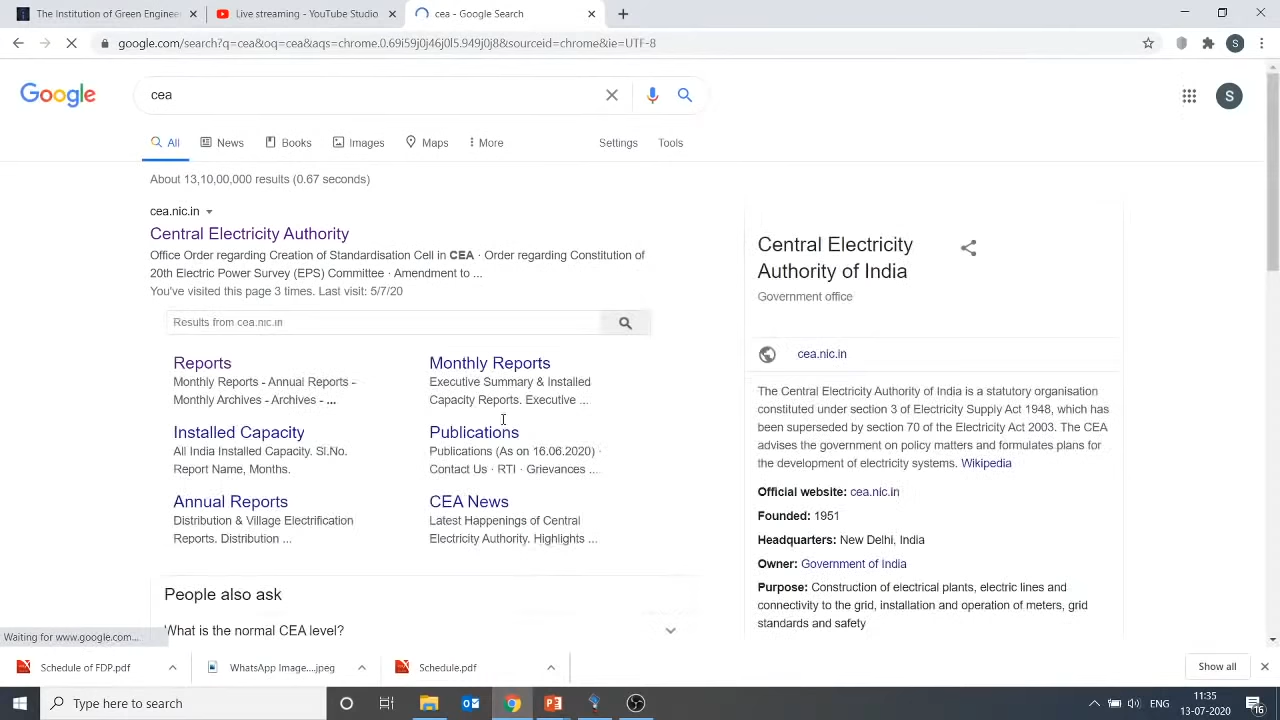 The Institution of Green Engineer
Live streaming - YouTube Studio
cea - Google Search
google.com/search?q=cea&oq=cea&aqs=chrome.0.69i59j0j46j0l5.949j0j8&sourceid=chrome&ie=UTF-8
S
Google
cea
S
All
News
Books
Images
Maps
More
Settings
Tools
About 13,10,00,000 results (0.67 seconds)
cea.nic.in
Central Electricity Authority
Office Order regarding Creation of Standardisation Cell in CEA · Order regarding Constitution of
20th Electric Power Survey (EPS) Committee · Amendment to ...
You've visited this page 3 times. Last visit: 5/7/20
Results from cea.nic.in
Reports
Monthly Reports - Annual Reports -
Monthly Archives - Archives - ...
Monthly Reports
Executive Summary & Installed
Capacity Reports. Executive ...
Installed Capacity
All India Installed Capacity. Sl.No.
Report Name, Months.
Publications
Publications (As on 16.06.2020) ·
Contact Us · RTI · Grievances ...
Annual Reports
Distribution & Village Electrification
Reports. Distribution ...
CEA News
Latest Happenings of Central
Electricity Authority. Highlights ...
People also ask
What is the normal CEA level?
Central Electricity
Authority of India
Government office
cea.nic.in
The Central Electricity Authority of India is a statutory organisation
constituted under section 3 of Electricity Supply Act 1948, which has
been superseded by section 70 of the Electricity Act 2003. The CEA
advises the government on policy matters and formulates plans for
the development of electricity systems. Wikipedia
Official website: cea.nic.in
Founded: 1951
Headquarters: New Delhi, India
Owner: Government of India
Purpose: Construction of electrical plants, electric lines and
connectivity to the grid, installation and operation of meters, grid
standards and safety
Waiting for www.google.com...
Schedule of FDP.pdf
WhatsApp Image....jpeg
Schedule.pdf
Show all
Type here to search
ENG
11:35
13-07-2020
16